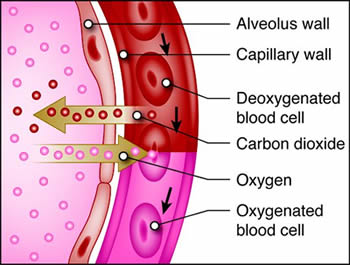 Alveolus wall
Capillary wall
Deoxygenated
blood cell
Carbon dioxide
Oxygen
Oxygenated
blood cell